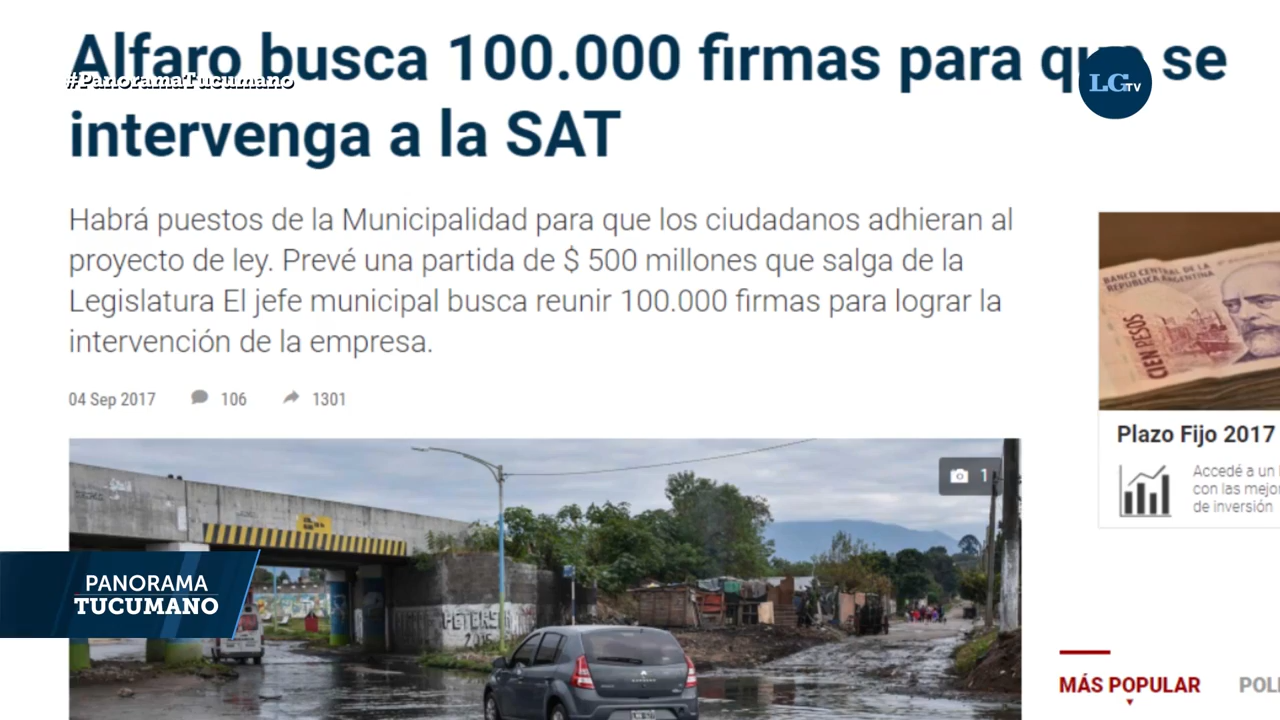 Alfaro busca 100.000 firmas para que se
#PanoramaTucumano
LG TV
intervenga a la SAT
Habrá puestos de la Municipalidad para que los ciudadanos adhieran al
proyecto de ley. Prevé una partida de $ 500 millones que salga de la
Legislatura El jefe municipal busca reunir 100.000 firmas para lograr la
intervención de la empresa.
04 Sep 2017 106 1301
BANCO CENTRAL DE LA
REPUBLICA ARGENTINA
CIEN PESOS
Plazo Fijo 2017
Accedé a un
con las mejor
de inversión
1
PETERSEN
2015
PANORAMA
TUCUMANO
MÁS POPULAR POLI